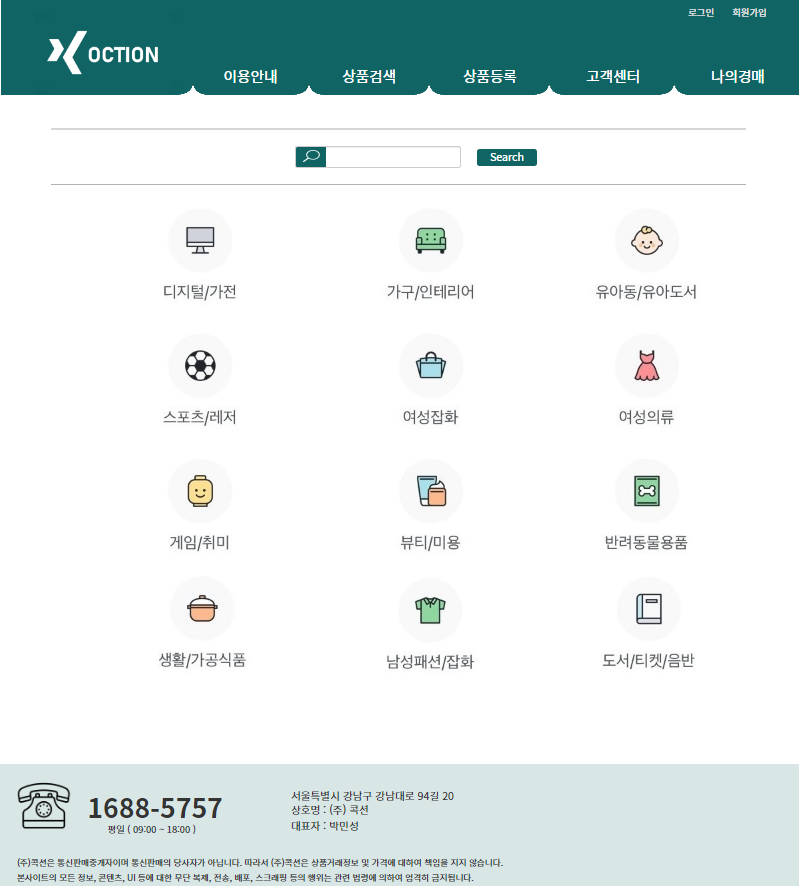 로그인 회원가입
OCTION
이용안내 상품검색 상품등록 고객센터 나의경매
Search
디지털/가전 가구/인테리어 유아동/유아도서
스포츠/레저 여성잡화 여성의류
게임/취미 뷰티/미용 반려동물용품
생활/가공식품 남성패션/잡화 도서/티켓/음반
1688-5757
평일 ( 09:00 ~ 18:00 )
서울특별시 강남구 강남대로 94길 20
상호명 : (주) 콕션
대표자 : 박민성
(주)콕션은 통신판매중개자이며 통신판매의 당사자가 아닙니다. 따라서 (주)콕션은 상품거래정보 및 가격에 대하여 책임을 지지 않습니다.
본사이트의 모든 정보, 콘텐츠, UI 등에 대한 무단 복제, 전송, 배포, 스크래핑 등의 행위는 관련 법령에 의하여 엄격히 금지됩니다.